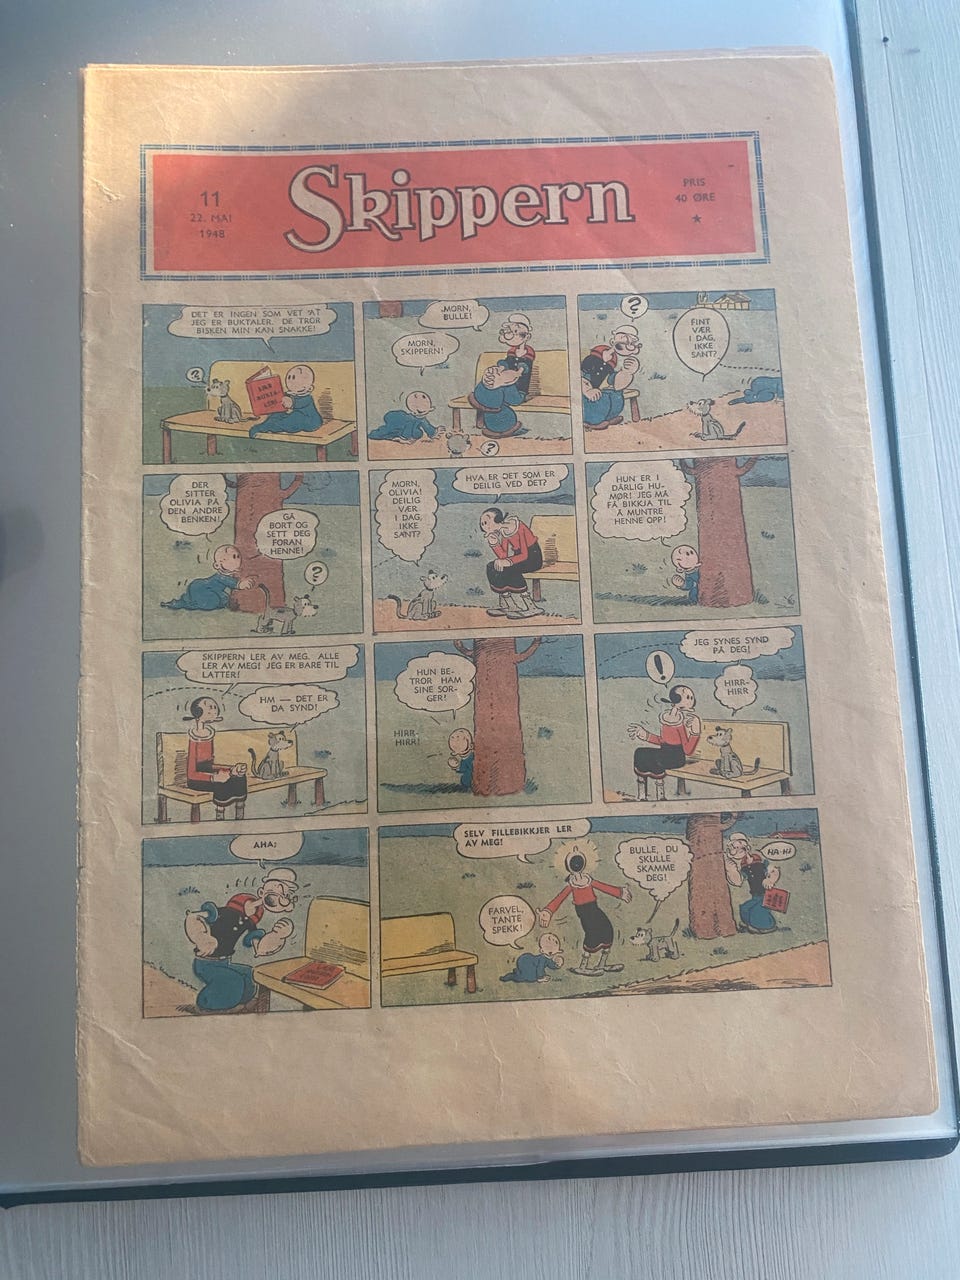 11
22. MAI
1948
Skippern
PRIS
40 ØRE
DET ER INGEN SOM VET AT
JEG ER BUKTALER. DE TROR
BISKEN MIN KAN SNAKKE!
?
MORN,
BULLE!
MORN,
SKIPPERN!
?
?
FINT
VÆR
I DAG,
IKKE
SANT?
DER
SITTER
OLIVIA PÅ
DEN ANDRE
BENKEN!
GÅ
BORT OG
SETT DEG
FORAN
HENNE!
?
MORN,
OLIVIA!
DEILIG
VÆR
I DAG,
IKKE
SANT?
HVA ER DET SOM ER
DEILIG VED DET?
HUN ER I
DÅRLIG HU-
MØR! JEG MÅ
FÅ BIKKJA TIL
Å MUNTRE
HENNE OPP!
SKIPPERN LER AV MEG. ALLE
LER AV MEG! JEG ER BARE TIL
LATTER!
HM — DET ER
DA SYND!
HUN BE-
TROR HAM
SINE SOR-
GER!
HIRR-
HIRR!
!
JEG SYNES SYND
PÅ DEG!
HIRR-
HIRR
AHA!
SELV FILLEBIKKJER LER
AV MEG!
FARVEL,
TANTE
SPEKK!
BULLE, DU
SKULLE
SKAMME
DEG!
HA-HA